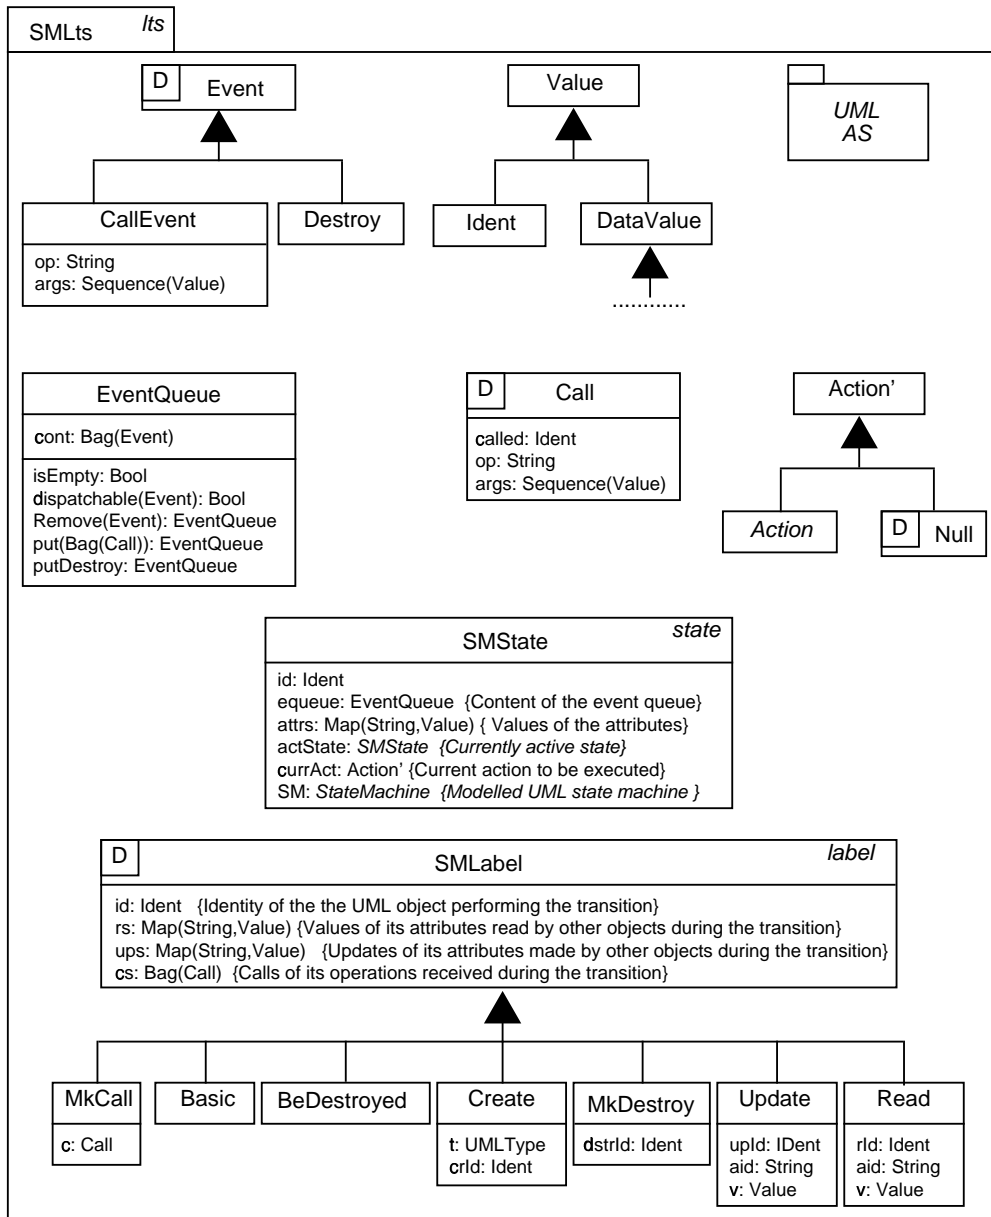 SMLts lts
D Event
Value
UML
AS
CallEvent
op: String
args: Sequence(Value)
Destroy
Ident
DataValue
............
EventQueue
cont: Bag(Event)
isEmpty: Bool
dispatchable(Event): Bool
Remove(Event): EventQueue
put(Bag(Call)): EventQueue
putDestroy: EventQueue
D Call
called: Ident
op: String
args: Sequence(Value)
Action’
Action
D Null
SMState state
id: Ident
equeue: EventQueue {Content of the event queue}
attrs: Map(String,Value) { Values of the attributes}
actState: SMState {Currently active state}
currAct: Action’ {Current action to be executed}
SM: StateMachine {Modelled UML state machine }
D SMLabel label
id: Ident {Identity of the the UML object performing the transition}
rs: Map(String,Value) {Values of its attributes read by other objects during the transition}
ups: Map(String,Value) {Updates of its attributes made by other objects during the transition}
cs: Bag(Call) {Calls of its operations received during the transition}
MkCall
c: Call
Basic
BeDestroyed
Create
t: UMLType
crId: Ident
MkDestroy
dstrId: Ident
Update
upId: IDent
aid: String
v: Value
Read
rId: Ident
aid: String
v: Value